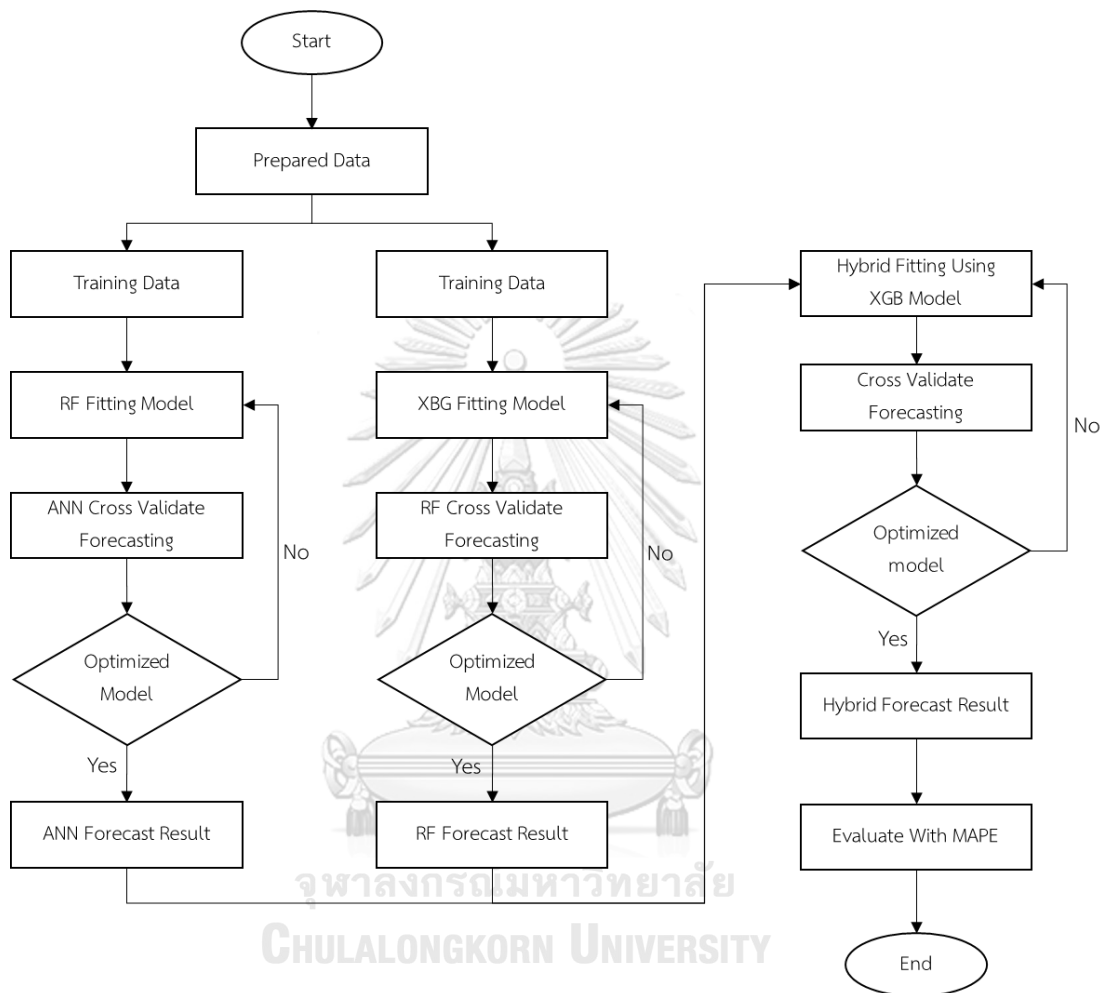 Start
Prepared Data
Training Data
RF Fitting Model
ANN Cross Validate
Forecasting
No
Optimized
Model
Yes
ANN Forecast Result
Training Data
XBG Fitting Model
RF Cross Validate
Forecasting
No
Optimized
Model
Yes
RF Forecast Result
Hybrid Fitting Using
XGB Model
Cross Validate
Forecasting
No
Optimized
model
Yes
Hybrid Forecast Result
Evaluate With MAPE
End
จุฬาลงกรณ์มหาวิทยาลัย
CHULALONGKORN UNIVERSITY